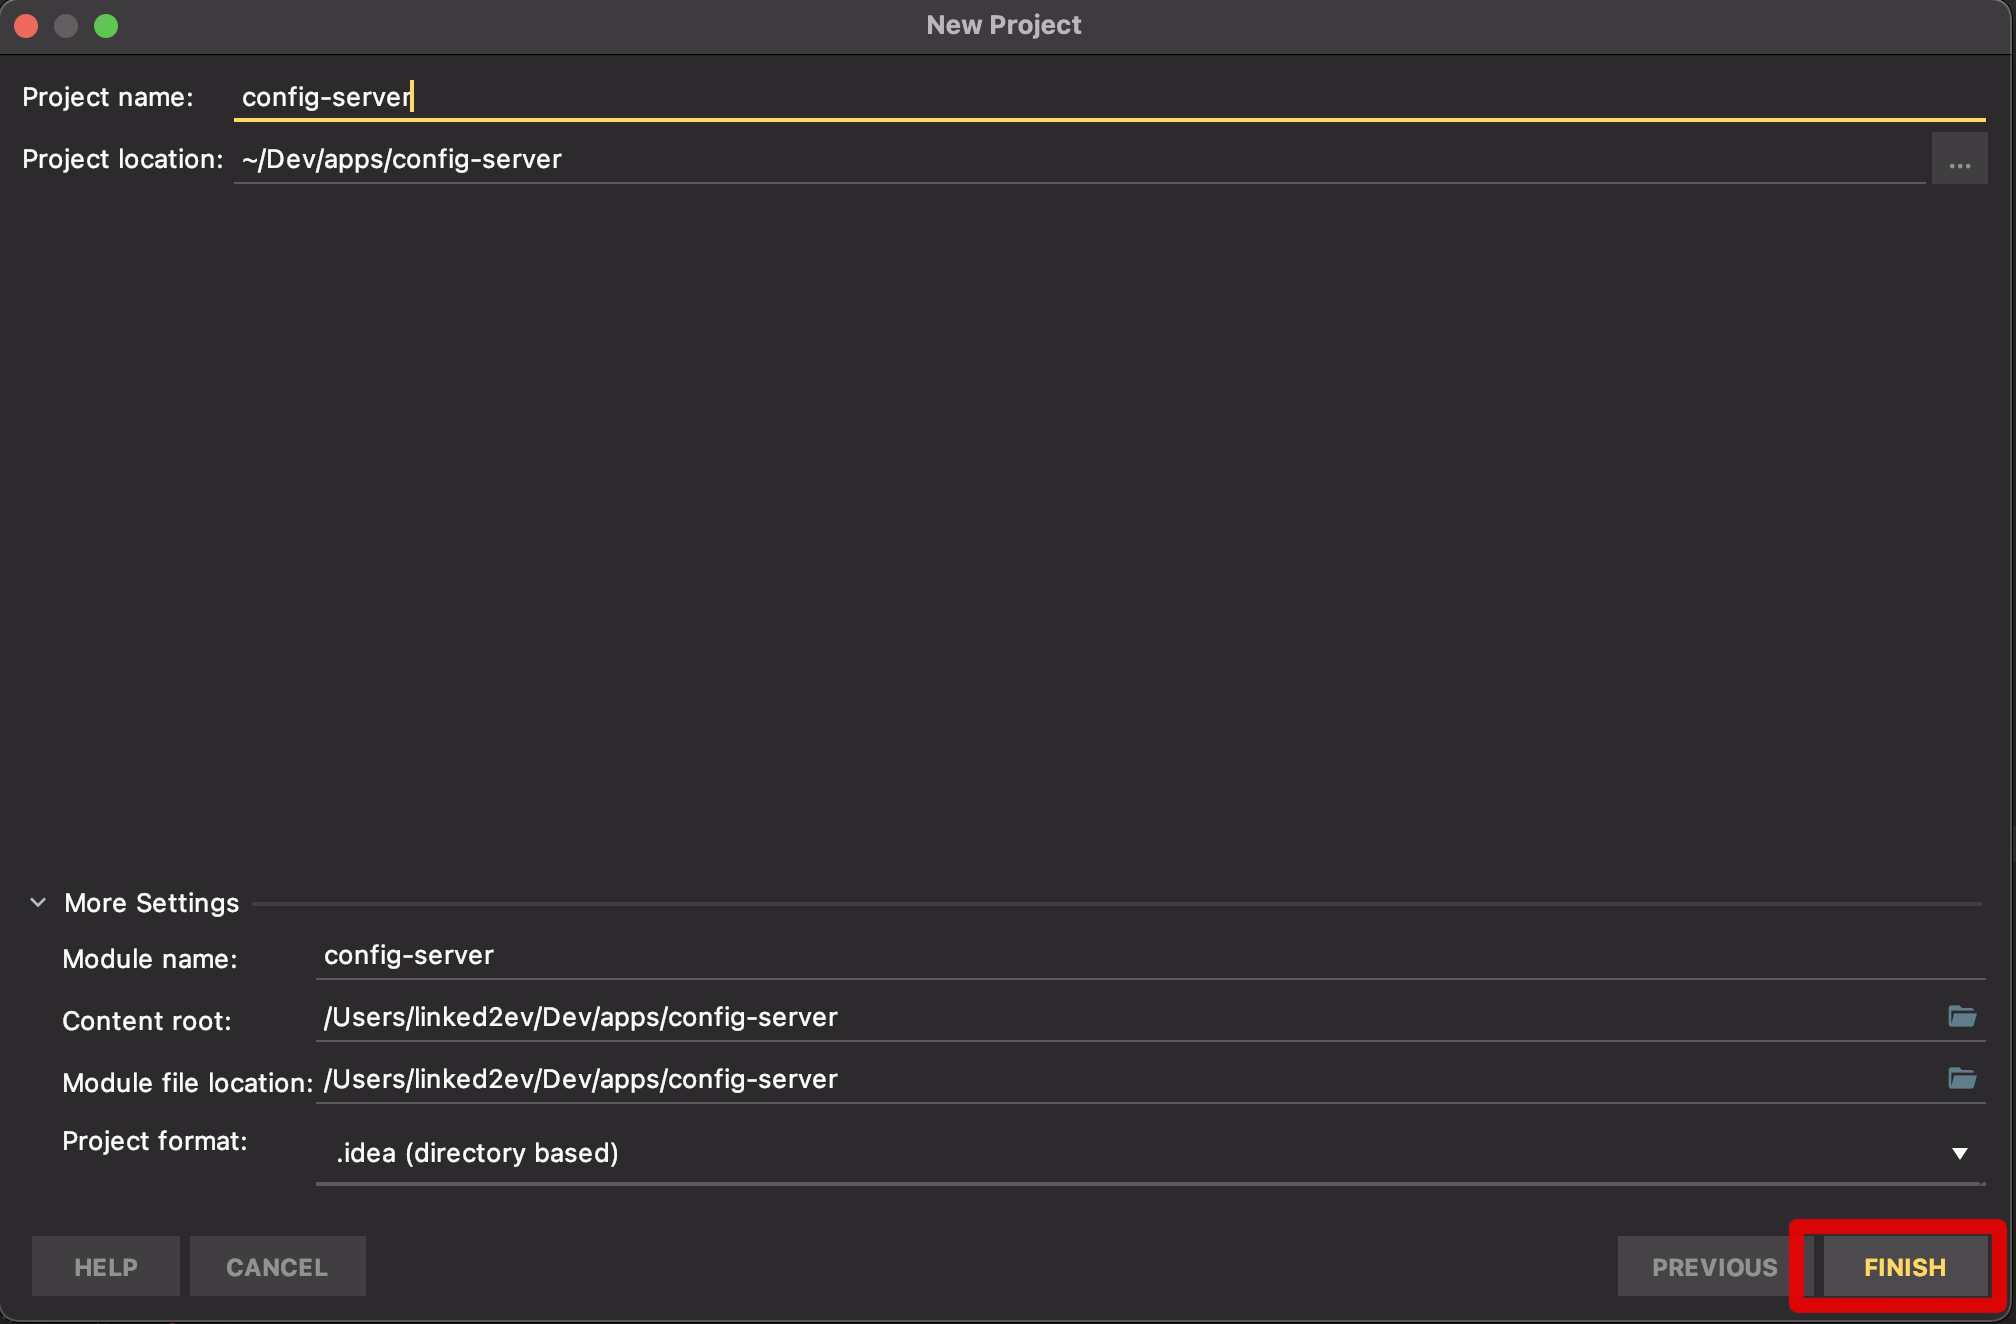 New Project
Project name: config-server
Project location: ~/Dev/apps/config-server ...
More Settings
Module name: config-server
Content root: /Users/linked2ev/Dev/apps/config-server
Module file location: /Users/linked2ev/Dev/apps/config-server
Project format: .idea (directory based)
HELP CANCEL PREVIOUS FINISH